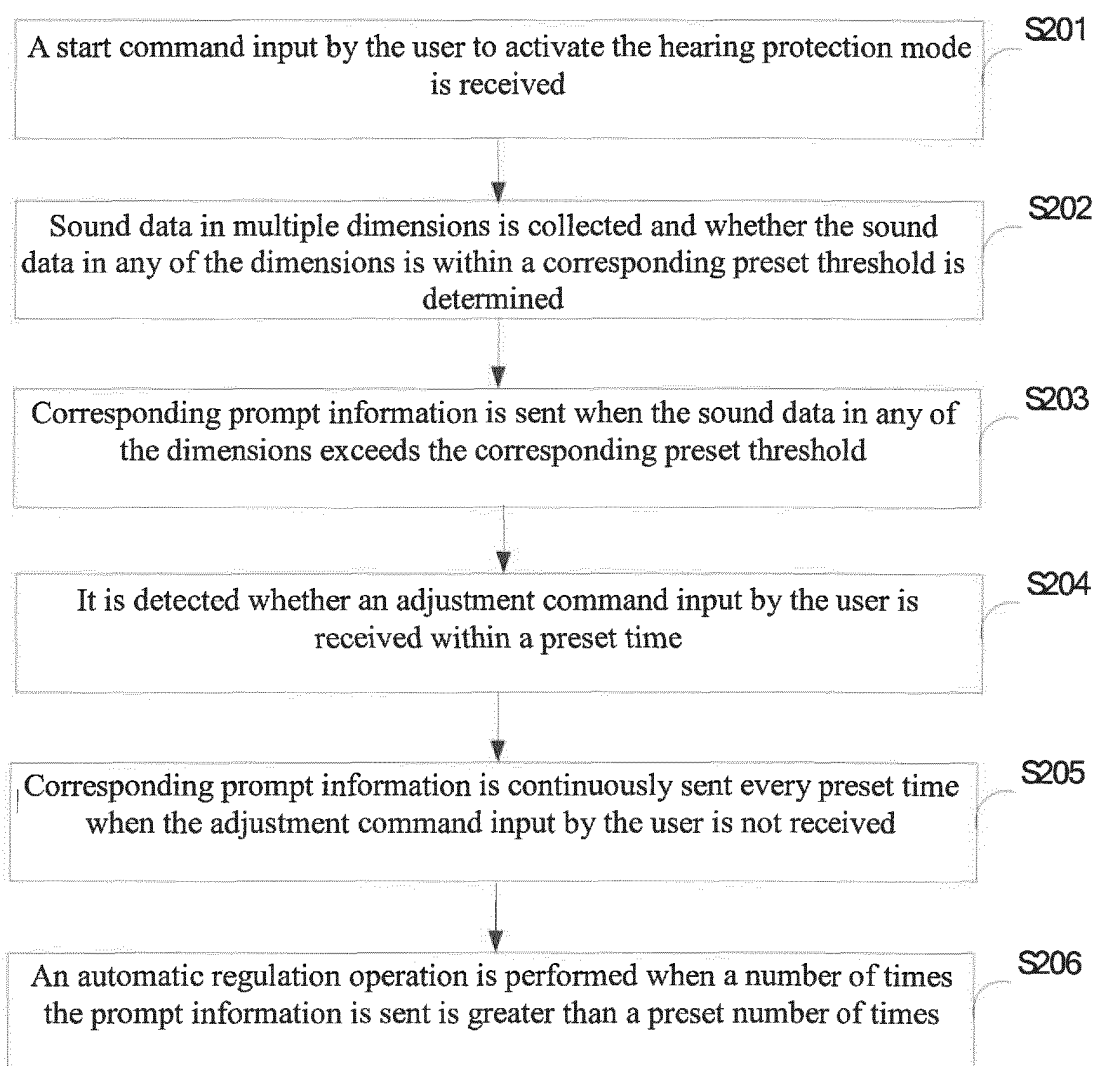 S201
A start command input by the user to activate the hearing protection mode
is received
S202
Sound data in multiple dimensions is collected and whether the sound
data in any of the dimensions is within a corresponding preset threshold is
determined
S203
Corresponding prompt information is sent when the sound data in any of
the dimensions exceeds the corresponding preset threshold
S204
It is detected whether an adjustment command input by the user is
received within a preset time
S205
Corresponding prompt information is continuously sent every preset time
when the adjustment command input by the user is not received
S206
An automatic regulation operation is performed when a number of times
the prompt information is sent is greater than a preset number of times